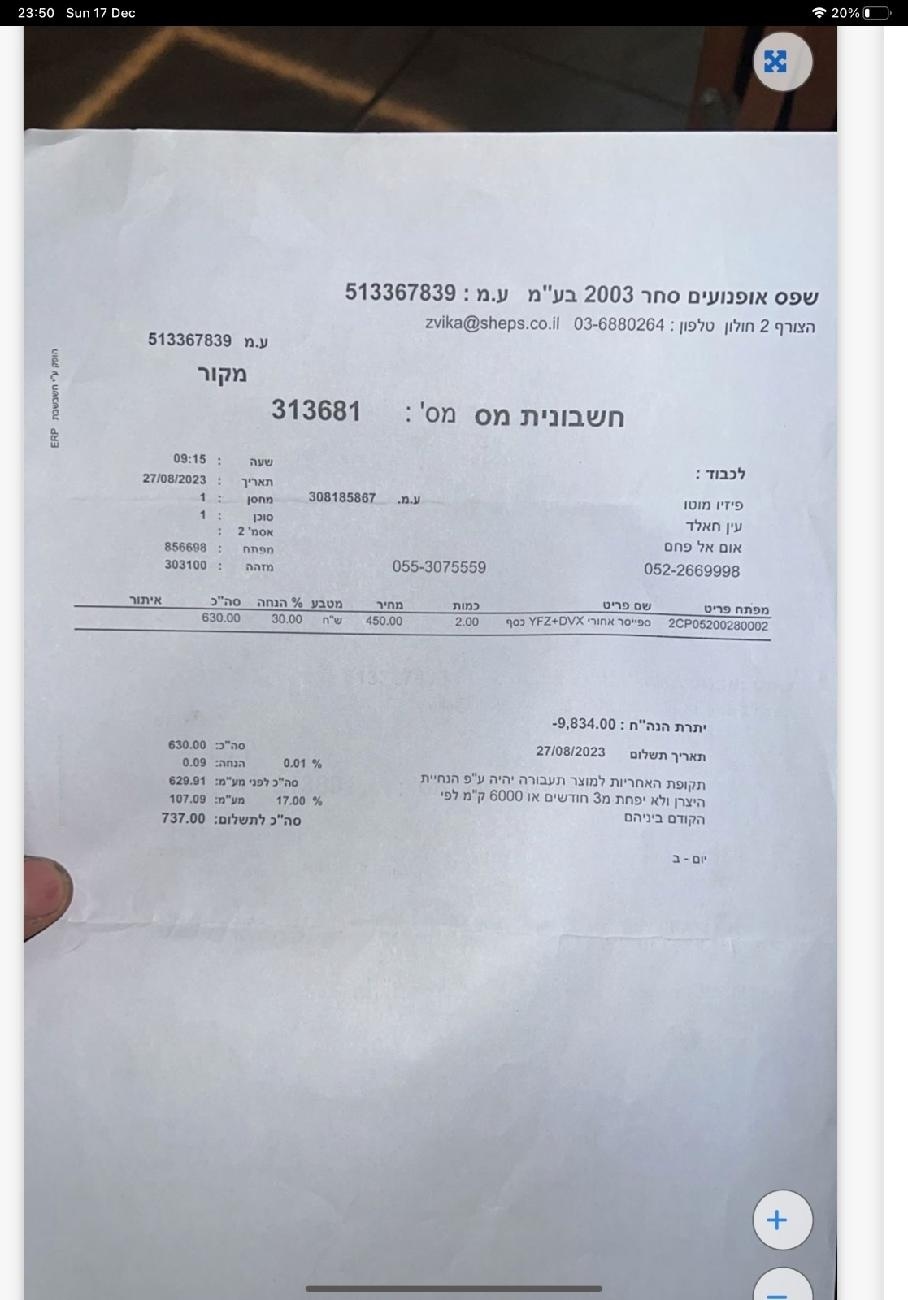 23:50 Sun 17 Dec 20%
שפס אופנועים סחר 2003 בע"מ ע.מ : 513367839
הצורף 2 חולון טלפון : 03-6880264 zvika@sheps.co.il
ע.מ 513367839
מקור
חשבונית מס מס' : 313681
הופק ע"י חשבשבת ERP
שעה : 09:15
תאריך : 27/08/2023
מחסן : 1
סוכן : 1
אסמ' 2 :
מפתח : 856698
מזהה : 303100
לכבוד :
פידיו מוטו ע.מ. 308185867
עין חאלד
אום אל פחם
052-2669998 055-3075559
מפתח פריט שם פריט כמות מחיר מטבע % הנחה סה"כ איתור
2CP05200280002 ספייסר אחורי YFZ+DVX כסף 2.00 450.00 ש"ח 30.00 630.00
יתרת הנה"ח : -9,834.00
תאריך תשלום 27/08/2023
תקופת האחריות למוצר תעבורה יהיה ע"פ הנחיית
היצרן ולא יפחת מ3 חודשים או 6000 ק"מ לפי
הקודם ביניהם
יום - ב
סה"כ: 630.00
% 0.01 הנחה: 0.09
סה"כ לפני מע"מ: 629.91
% 17.00 מע"מ: 107.09
סה"כ לתשלום: 737.00